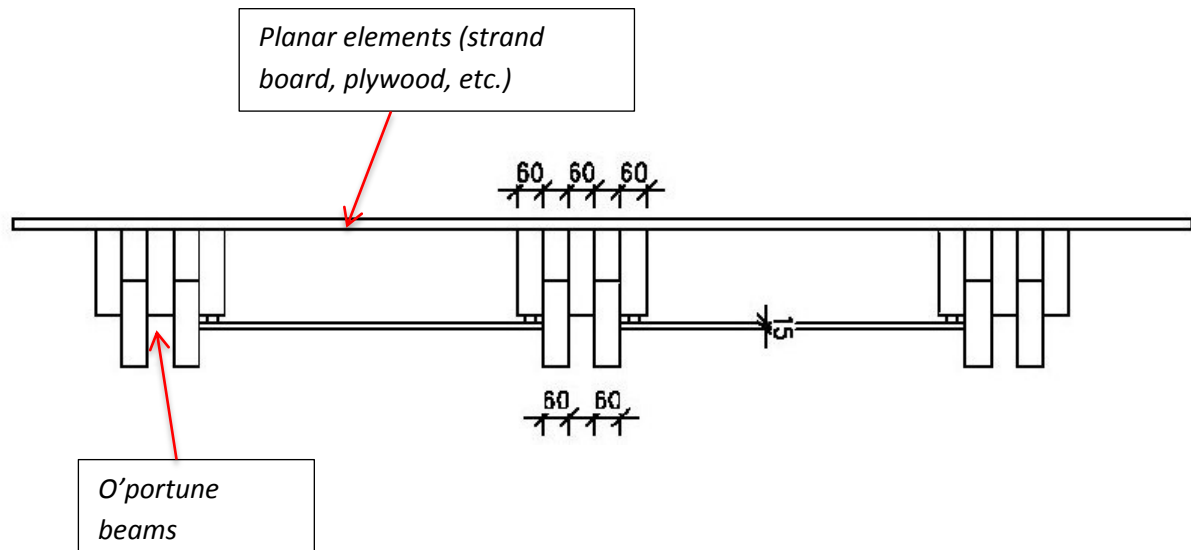 Planar elements (strand
board, plywood, etc.)
60 60 60
15
60 60
O’portune
beams